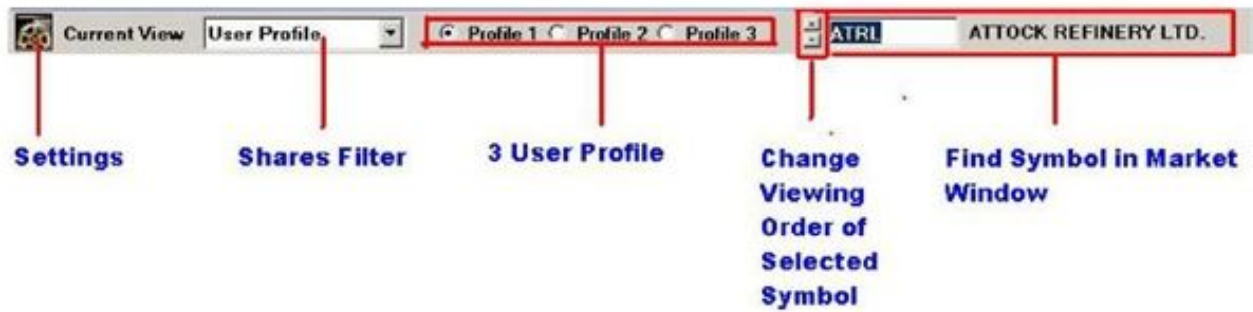 Current View User Profile Profile 1 Profile 2 Profile 3 ATRL ATTOCK REFINERY LTD.
Settings
Shares Filter
3 User Profile
Change
Viewing
Order of
Selected
Symbol
Find Symbol in Market
Window